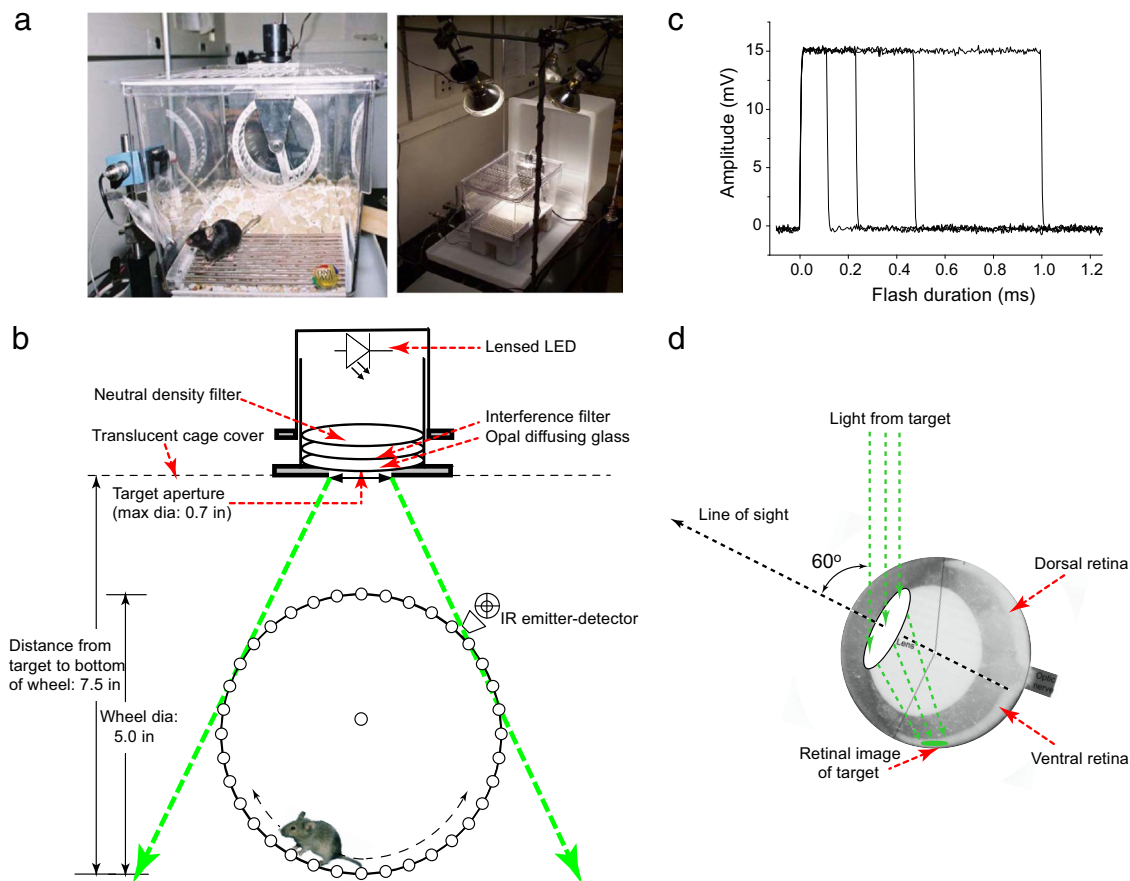 a
c
15
10
5
0
Amplitude (mV)
0.0 0.2 0.4 0.6 0.8 1.0 1.2
Flash duration (ms)
b
Lensed LED
Neutral density filter
Interference filter
Opal diffusing glass
Translucent cage cover
Target aperture
(max dia: 0.7 in)
IR emitter-detector
Distance from
target to bottom
of wheel: 7.5 in
Wheel dia:
5.0 in
d
Light from target
Line of sight
60o
Dorsal retina
Lens
Optic
nerve
Retinal image
of target
Ventral retina